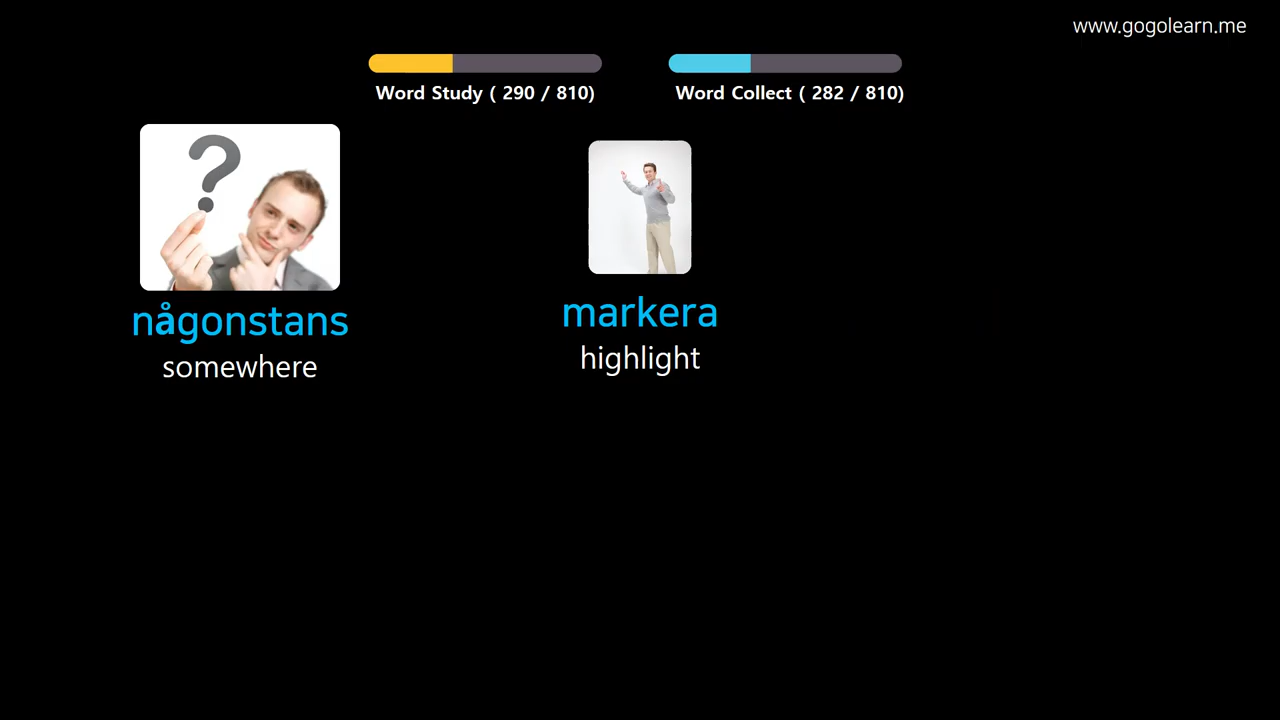 www.gogolearn.me
Word Study ( 290 / 810)
Word Collect ( 282 / 810)
någonstans
somewhere
markera
highlight